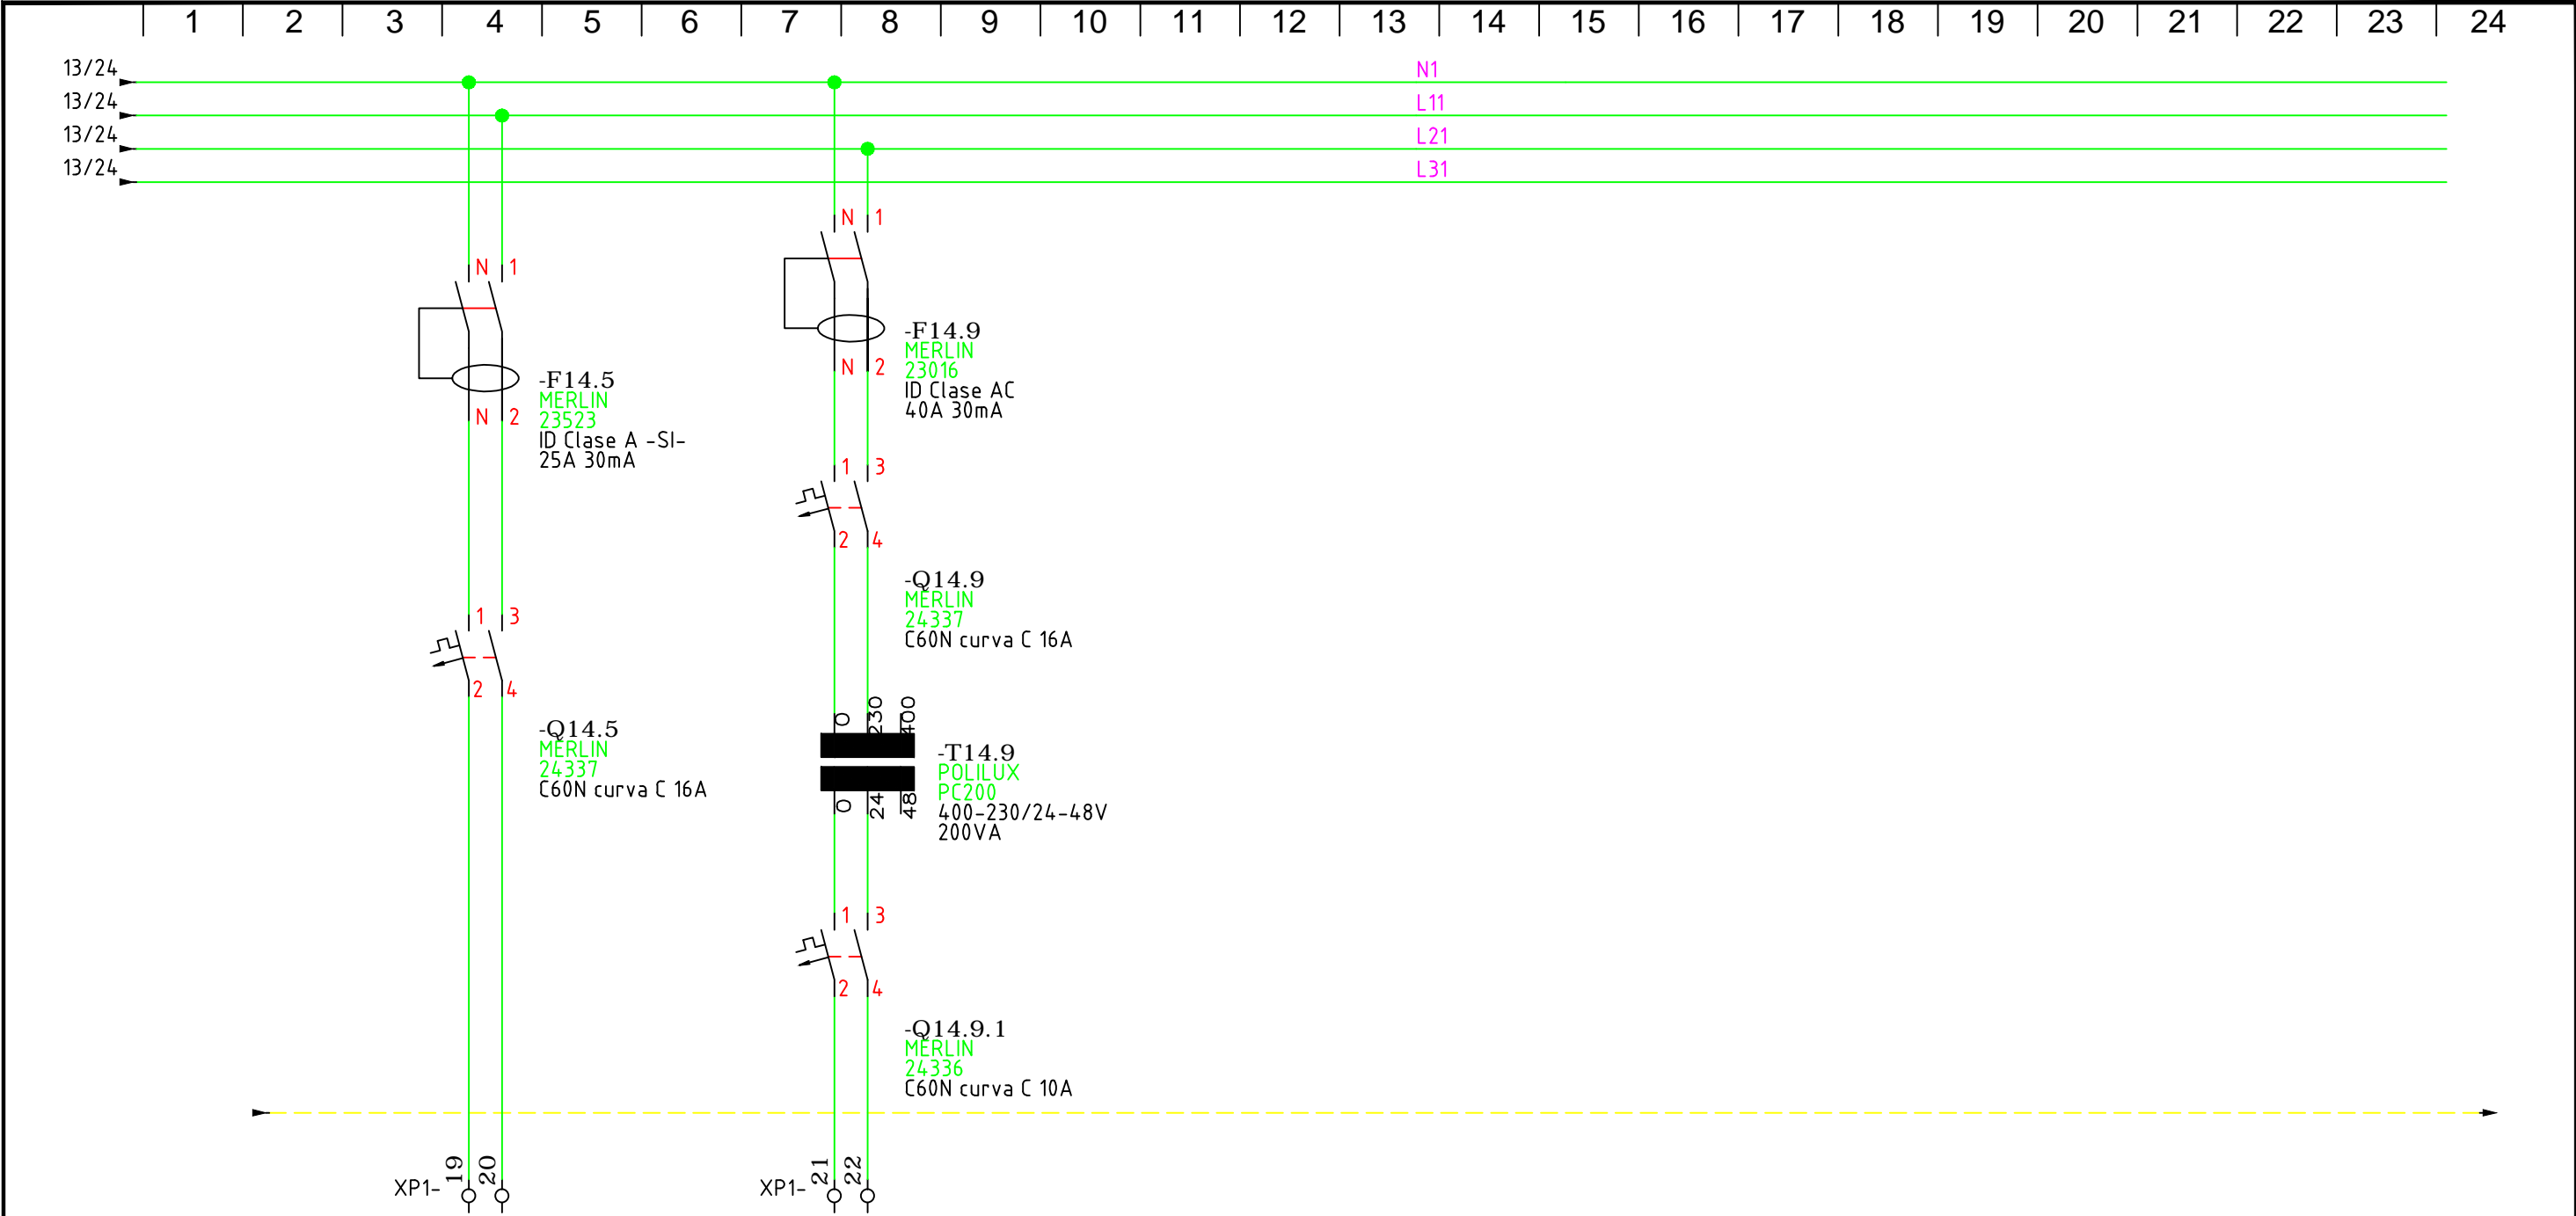 1 2 3 4 5 6 7 8 9 10 11 12 13 14 15 16 17 18 19 20 21 22 23 24
13/24 N1
13/24 L11
13/24 L21
13/24 L31
N 1
N 2
-F14.5
MERLIN
23523
ID Clase A -SI-
25A 30mA
1 3
2 4
-Q14.5
MERLIN
24337
C60N curva C 16A
XP1- 19 20
N 1
N 2
-F14.9
MERLIN
23016
ID Clase AC
40A 30mA
1 3
2 4
-Q14.9
MERLIN
24337
C60N curva C 16A
0 230 400
0 24 48
-T14.9
POLILUX
PC200
400-230/24-48V
200VA
1 3
2 4
-Q14.9.1
MERLIN
24336
C60N curva C 10A
XP1- 21 22